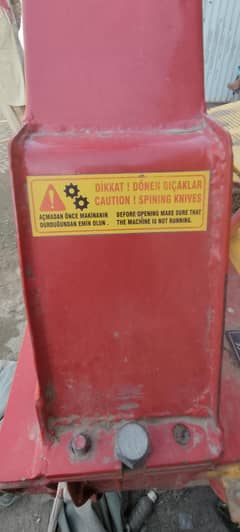 DİKKAT ! DÖNER BIÇAKLAR
CAUTION ! SPINING KNIVES
AÇMADAN ÖNCE MAKİNANIN
DURDUĞUNDAN EMİN OLUN .
BEFORE OPENING MAKE SURE THAT
THE MACHINE IS NOT RUNNING.